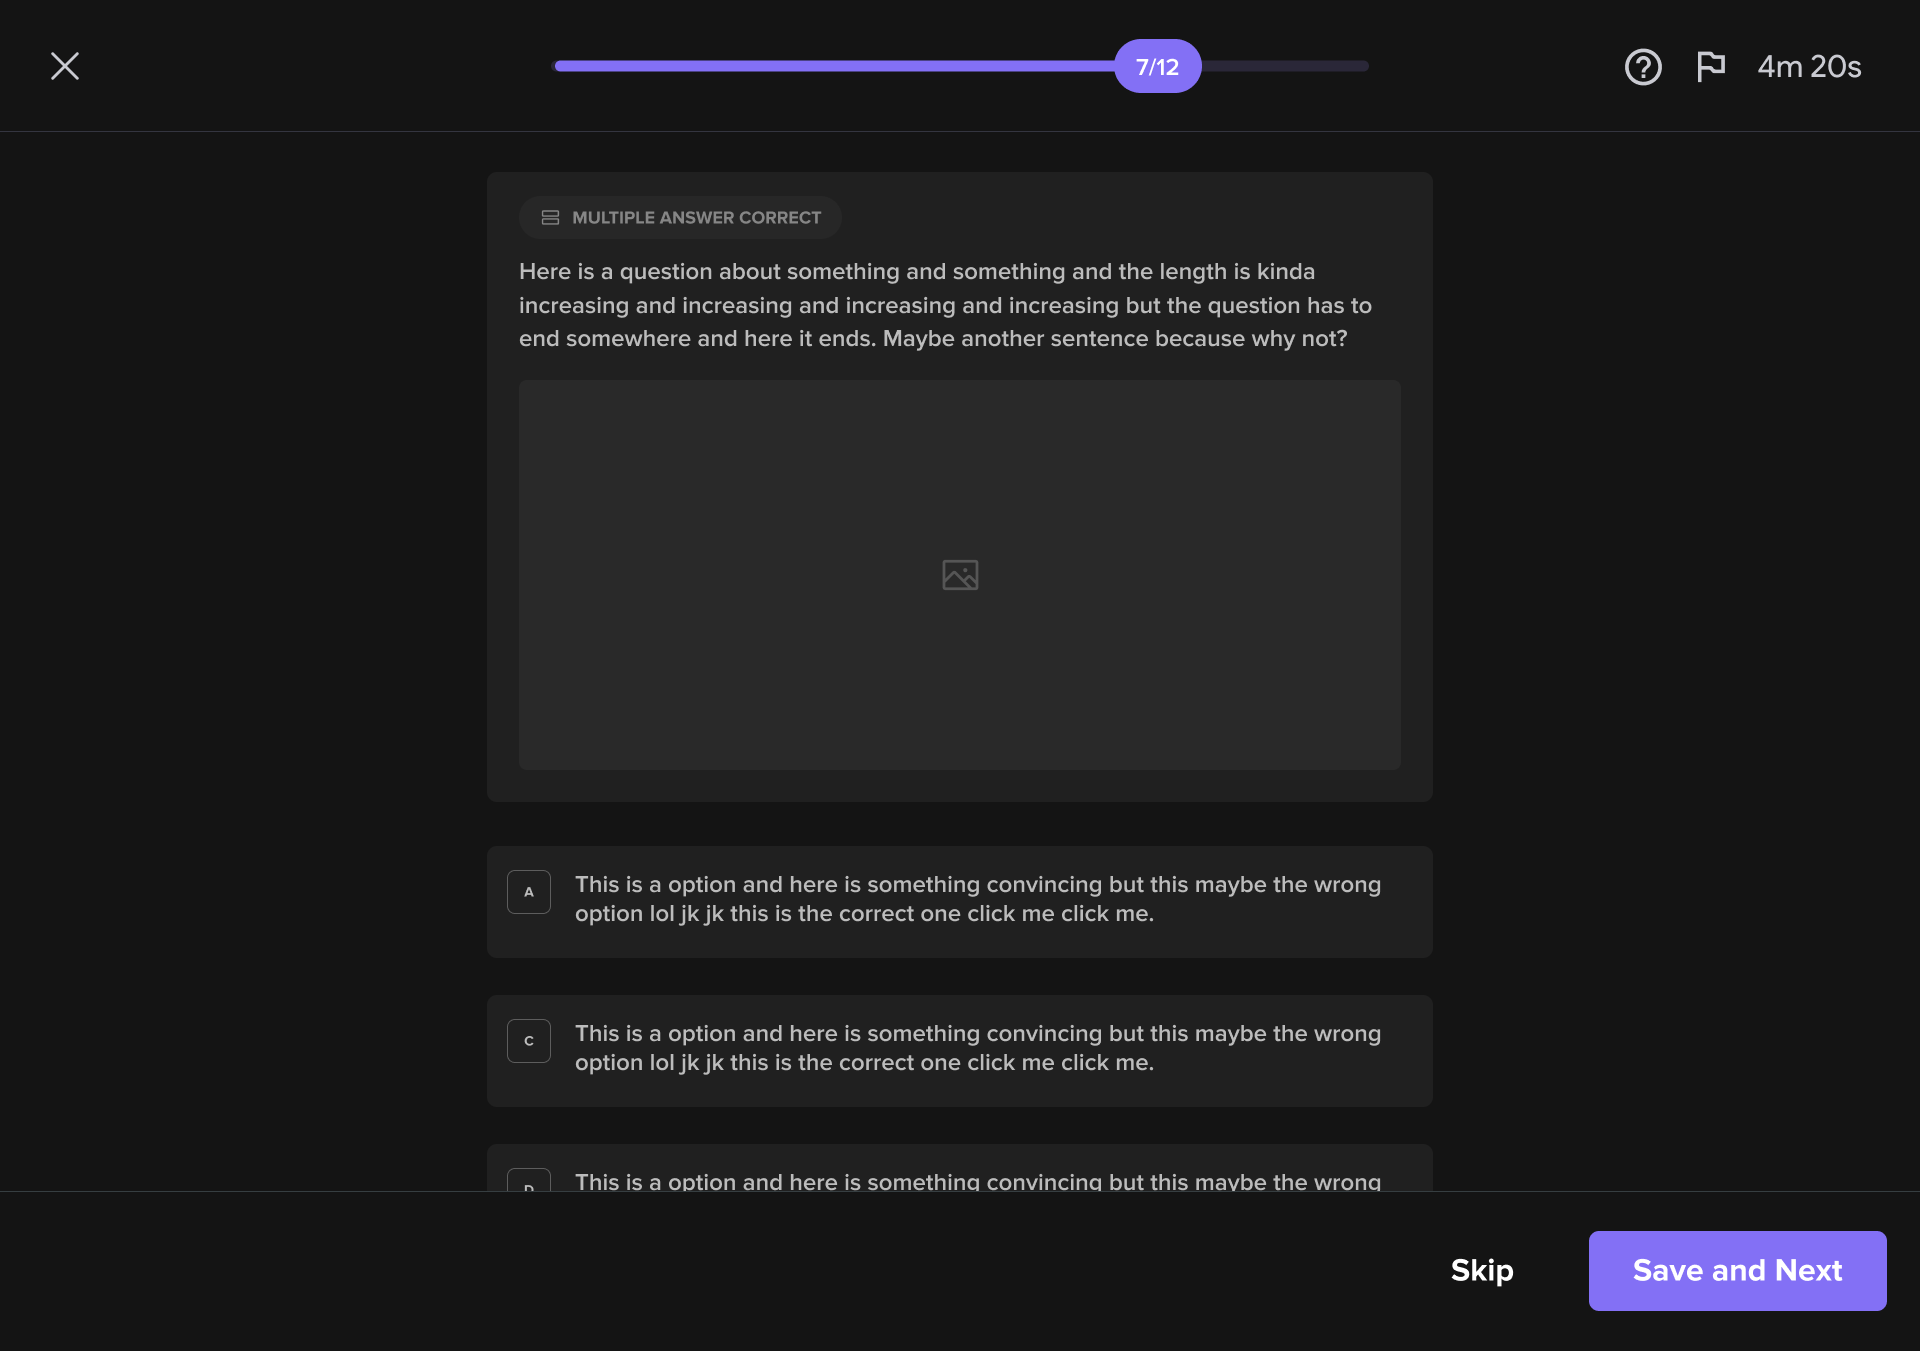 7/12
4m 20s
MULTIPLE ANSWER CORRECT
Here is a question about something and something and the length is kinda
increasing and increasing and increasing and increasing but the question has to
end somewhere and here it ends. Maybe another sentence because why not?
A
This is a option and here is something convincing but this maybe the wrong
option lol jk jk this is the correct one click me click me.
C
This is a option and here is something convincing but this maybe the wrong
option lol jk jk this is the correct one click me click me.
D
This is a option and here is something convincing but this maybe the wrong
Skip
Save and Next